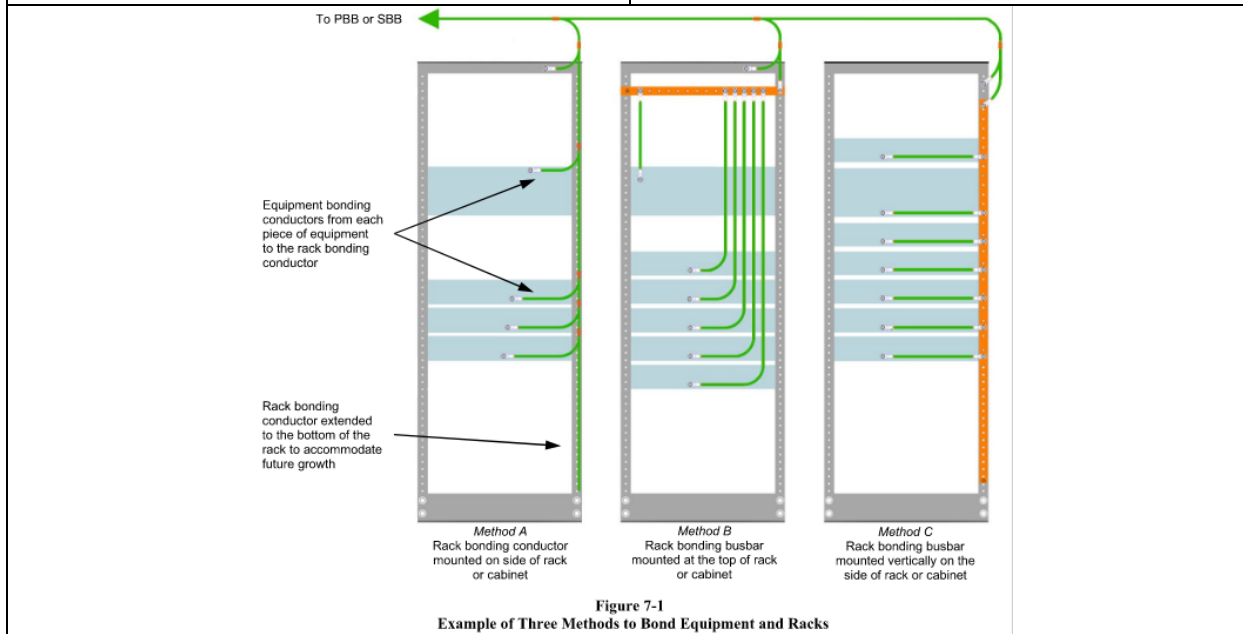 To PBB or SBB
Equipment bonding
conductors from each
piece of equipment
to the rack bonding
conductor
Rack bonding
conductor extended
to the bottom of the
rack to accommodate
future growth
Method A
Rack bonding conductor
mounted on side of rack
or cabinet
Method B
Rack bonding busbar
mounted at the top of rack
or cabinet
Method C
Rack bonding busbar
mounted vertically on the
side of rack or cabinet
Figure 7-1
Example of Three Methods to Bond Equipment and Racks